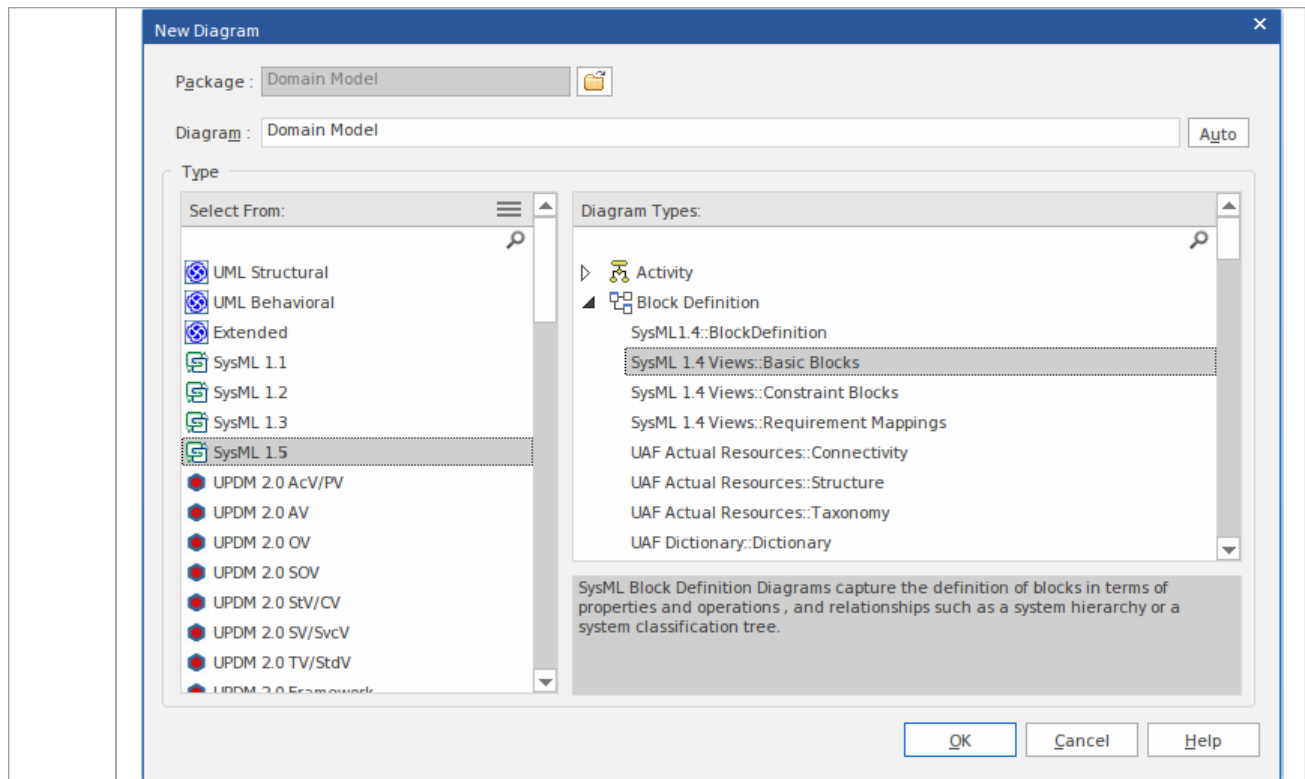 New Diagram
Package :
Domain Model
Diagram :
Domain Model
Auto
Type
Select From:
UML Structural
UML Behavioral
Extended
SysML 1.1
SysML 1.2
SysML 1.3
SysML 1.5
UPDM 2.0 AcV/PV
UPDM 2.0 AV
UPDM 2.0 OV
UPDM 2.0 SOV
UPDM 2.0 StV/CV
UPDM 2.0 SV/SvcV
UPDM 2.0 TV/StdV
UPDM 2.0 Framework
Diagram Types:
Activity
Block Definition
SysML1.4::BlockDefinition
SysML 1.4 Views::Basic Blocks
SysML 1.4 Views::Constraint Blocks
SysML 1.4 Views::Requirement Mappings
UAF Actual Resources::Connectivity
UAF Actual Resources::Structure
UAF Actual Resources::Taxonomy
UAF Dictionary::Dictionary
SysML Block Definition Diagrams capture the definition of blocks in terms of
properties and operations , and relationships such as a system hierarchy or a
system classification tree.
OK
Cancel
Help